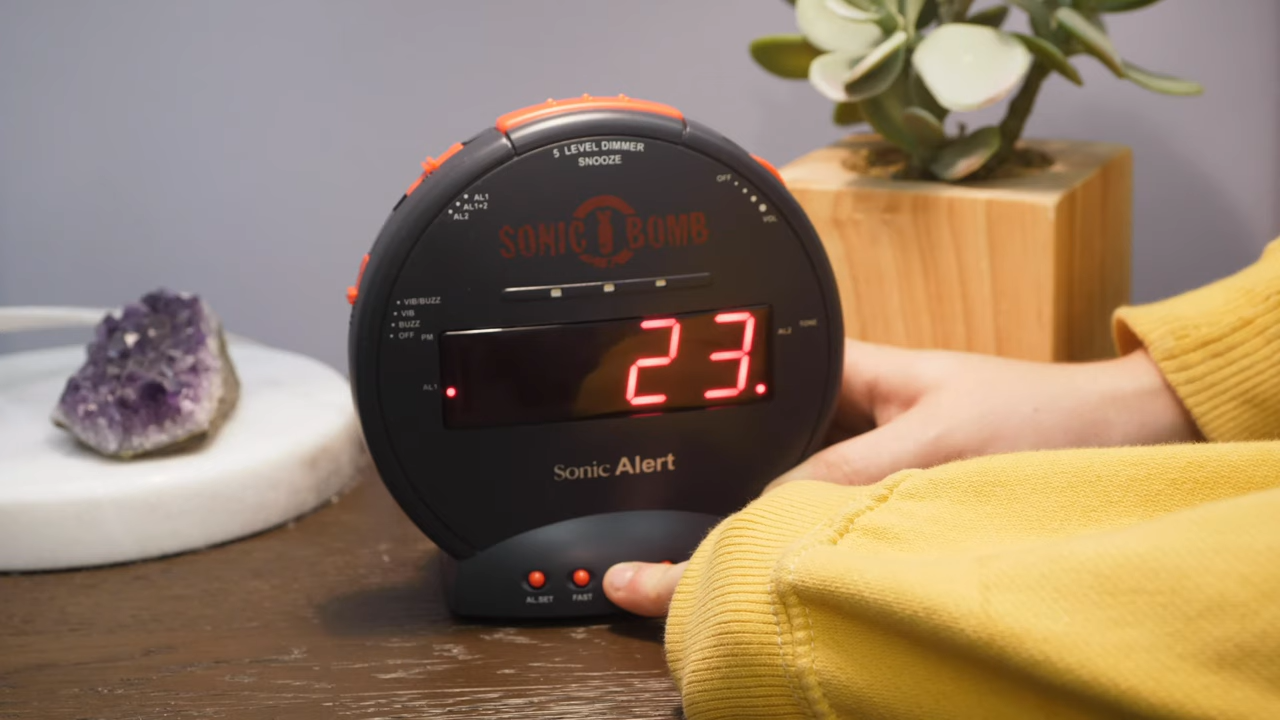 5 LEVEL DIMMER
SNOOZE
AL1
AL1+2
AL2
OFF
VOL
SONIC BOMB
VIB/BUZZ
VIB
BUZZ
OFF
PM
AL2 TONE
AL1
23
Sonic Alert
AL.SET FAST